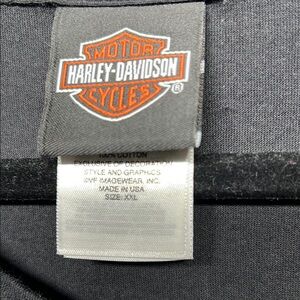 MOTOR
HARLEY-DAVIDSON
CYCLES
®
100% COTTON
EXCLUSIVE OF DECORATION
STYLE AND GRAPHICS
©VF IMAGEWEAR, INC.
MADE IN USA
SIZE: XXL